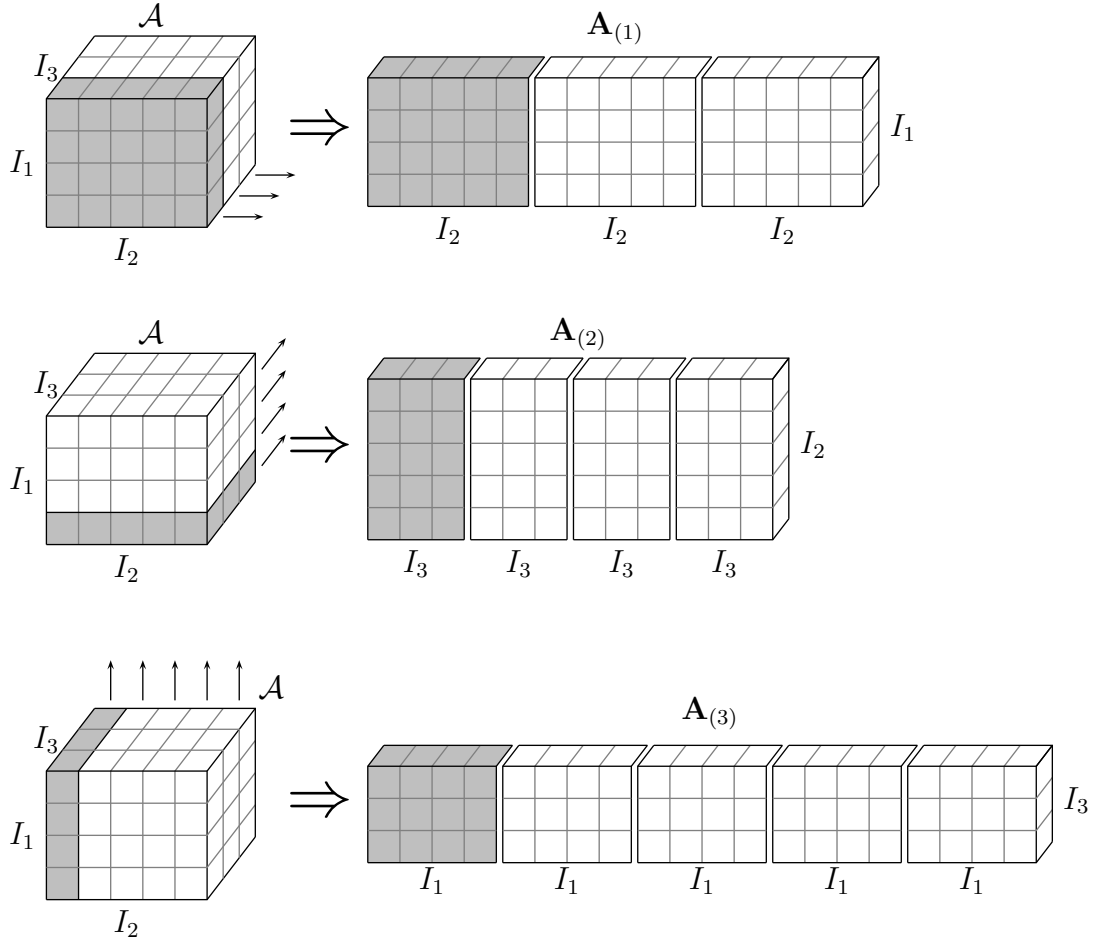 𝒜
𝐀₍₁₎
I₃
I₁
I₁
I₂
I₂
I₂
I₂
𝒜
𝐀₍₂₎
I₃
I₁
I₂
I₂
I₃
I₃
I₃
I₃
𝒜
𝐀₍₃₎
I₃
I₁
I₃
I₂
I₁
I₁
I₁
I₁
I₁